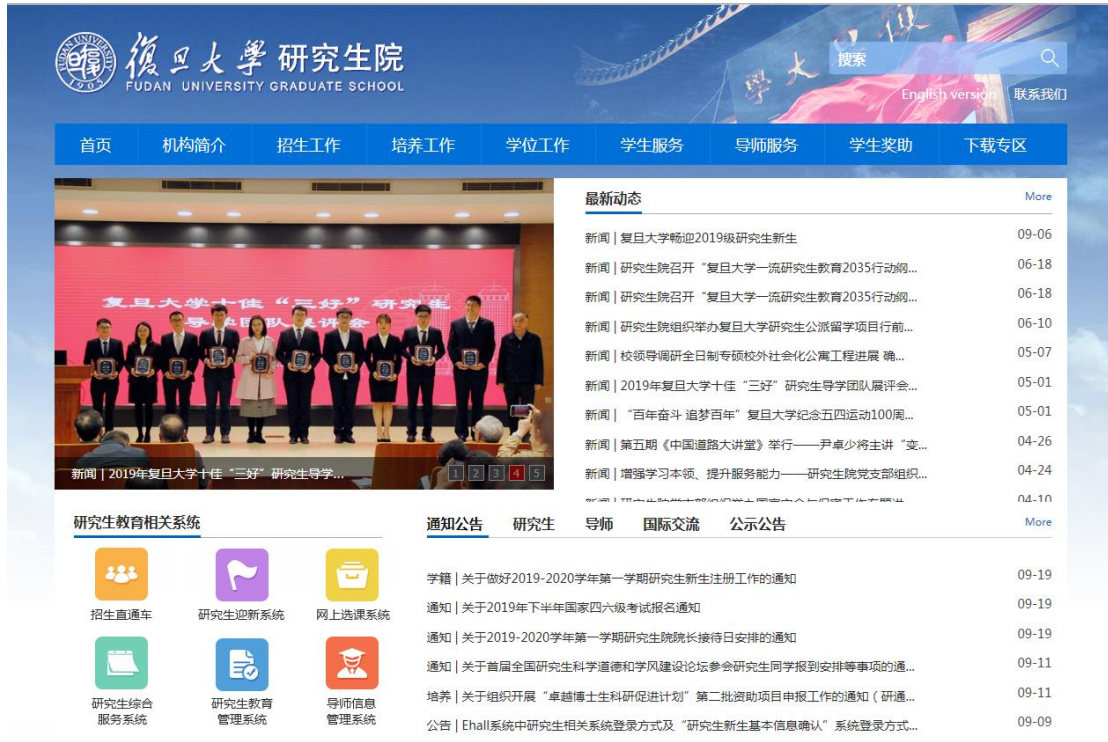 復旦大學 研究生院
FUDAN UNIVERSITY GRADUATE SCHOOL
搜索
English version 联系我们
首页 机构简介 招生工作 培养工作 学位工作 学生服务 导师服务 学生奖助 下载专区
复旦大学十佳“三好”研究生
导学团队展评会
新闻 | 2019年复旦大学十佳“三好”研究生导学...
1 2 3 4 5
最新动态 More
新闻 | 复旦大学畅迎2019级研究生新生 09-06
新闻 | 研究生院召开“复旦大学一流研究生教育2035行动纲... 06-18
新闻 | 研究生院召开“复旦大学一流研究生教育2035行动纲... 06-18
新闻 | 研究生院组织举办复旦大学研究生公派留学项目行前... 06-10
新闻 | 校领导调研全日制专硕校外社会化公寓工程进展 确... 05-07
新闻 | 2019年复旦大学十佳“三好”研究生导学团队展评会... 05-01
新闻 | “百年奋斗 追梦百年”复旦大学纪念五四运动100周... 05-01
新闻 | 第五期《中国道路大讲堂》举行——尹卓少将主讲“变... 04-26
新闻 | 增强学习本领、提升服务能力——研究生院党支部组织... 04-24
04-10
研究生教育相关系统
招生直通车 研究生迎新系统 网上选课系统
研究生综合服务系统 研究生教育管理系统 导师信息管理系统
通知公告 研究生 导师 国际交流 公示公告 More
学籍 | 关于做好2019-2020学年第一学期研究生新生注册工作的通知 09-19
通知 | 关于2019年下半年国家四六级考试报名通知 09-19
通知 | 关于2019-2020学年第一学期研究生院院长接待日安排的通知 09-19
通知 | 关于首届全国研究生科学道德和学风建设论坛参会研究生同学报到安排等事项的通... 09-11
培养 | 关于组织开展“卓越博士生科研促进计划”第二批资助项目申报工作的通知（研通... 09-11
公告 | Ehall系统中研究生相关系统登录方式及“研究生新生基本信息确认”系统登录方式... 09-09